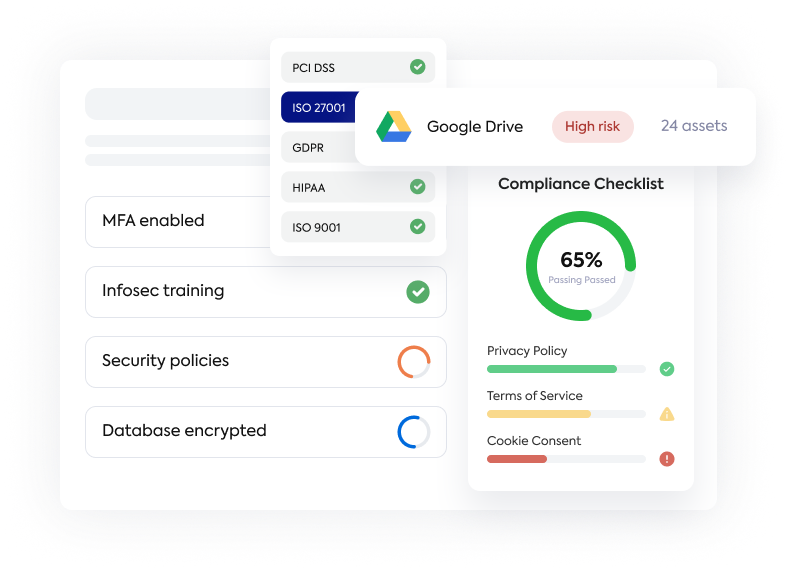 PCI DSS
ISO 27001
GDPR
HIPAA
ISO 9001
Google Drive
High risk
24 assets
MFA enabled
Infosec training
Security policies
Database encrypted
Compliance Checklist
65%
Passing Passed
Privacy Policy
Terms of Service
Cookie Consent